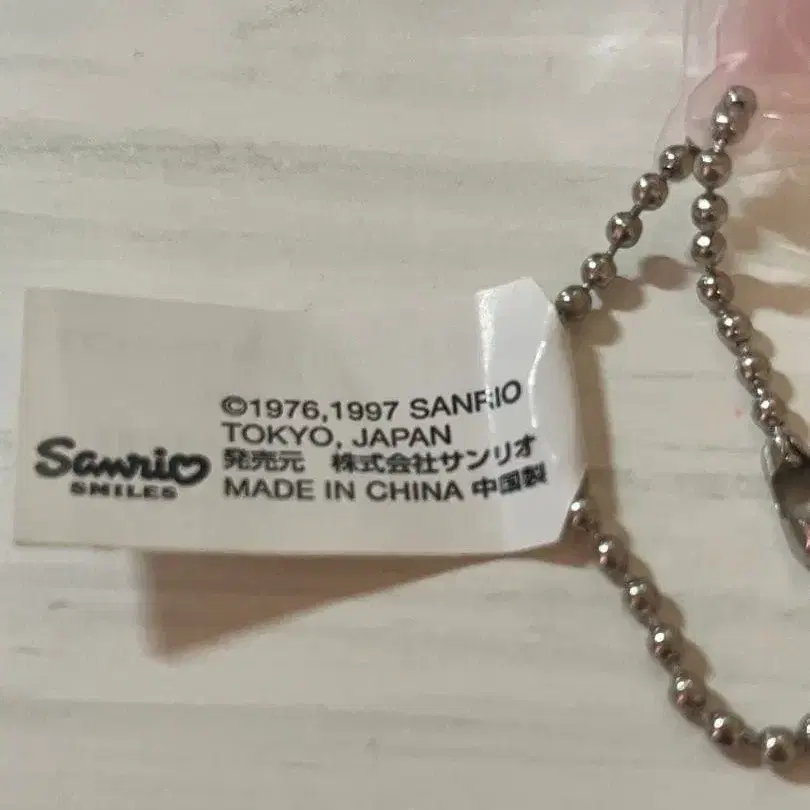 ©1976,1997 SANRIO
TOKYO, JAPAN
発売元 株式会社サンリオ
MADE IN CHINA 中国製
Sanrio
SMILES